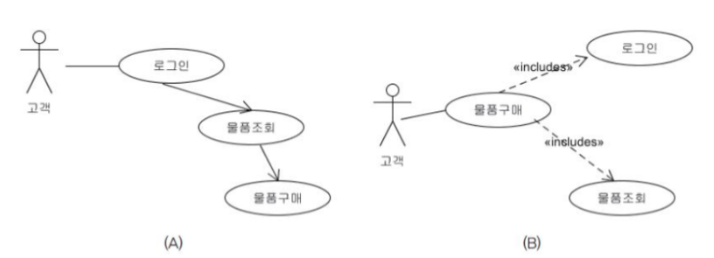 고객
로그인
물품조회
물품구매
(A)
고객
물품구매
«includes»
로그인
«includes»
물품조회
(B)